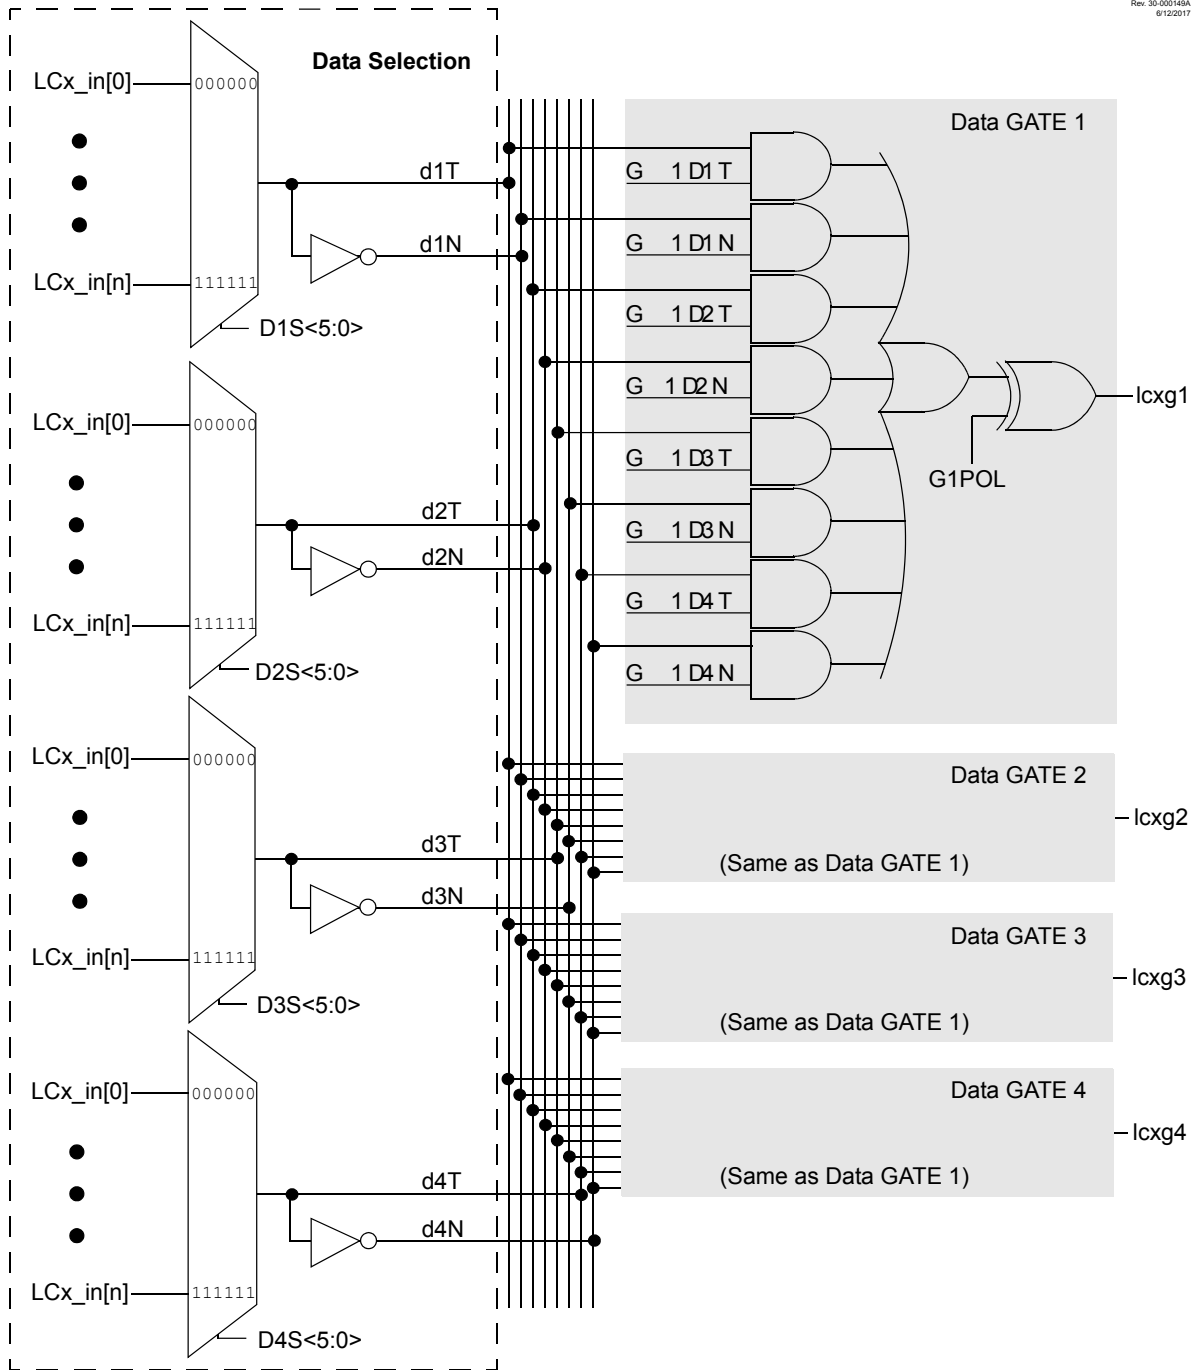 Rev. 30-000149A
6/12/2017
Data Selection
LCx_in[0]
000000
LCx_in[n]
111111
D1S<5:0>
d1T
d1N
LCx_in[0]
000000
LCx_in[n]
111111
D2S<5:0>
d2T
d2N
LCx_in[0]
000000
LCx_in[n]
111111
D3S<5:0>
d3T
d3N
LCx_in[0]
000000
LCx_in[n]
111111
D4S<5:0>
d4T
d4N
Data GATE 1
G 1 D1 T
G 1 D1 N
G 1 D2 T
G 1 D2 N
G 1 D3 T
G 1 D3 N
G 1 D4 T
G 1 D4 N
G1POL
lcxg1
Data GATE 2
(Same as Data GATE 1)
lcxg2
Data GATE 3
(Same as Data GATE 1)
lcxg3
Data GATE 4
(Same as Data GATE 1)
lcxg4